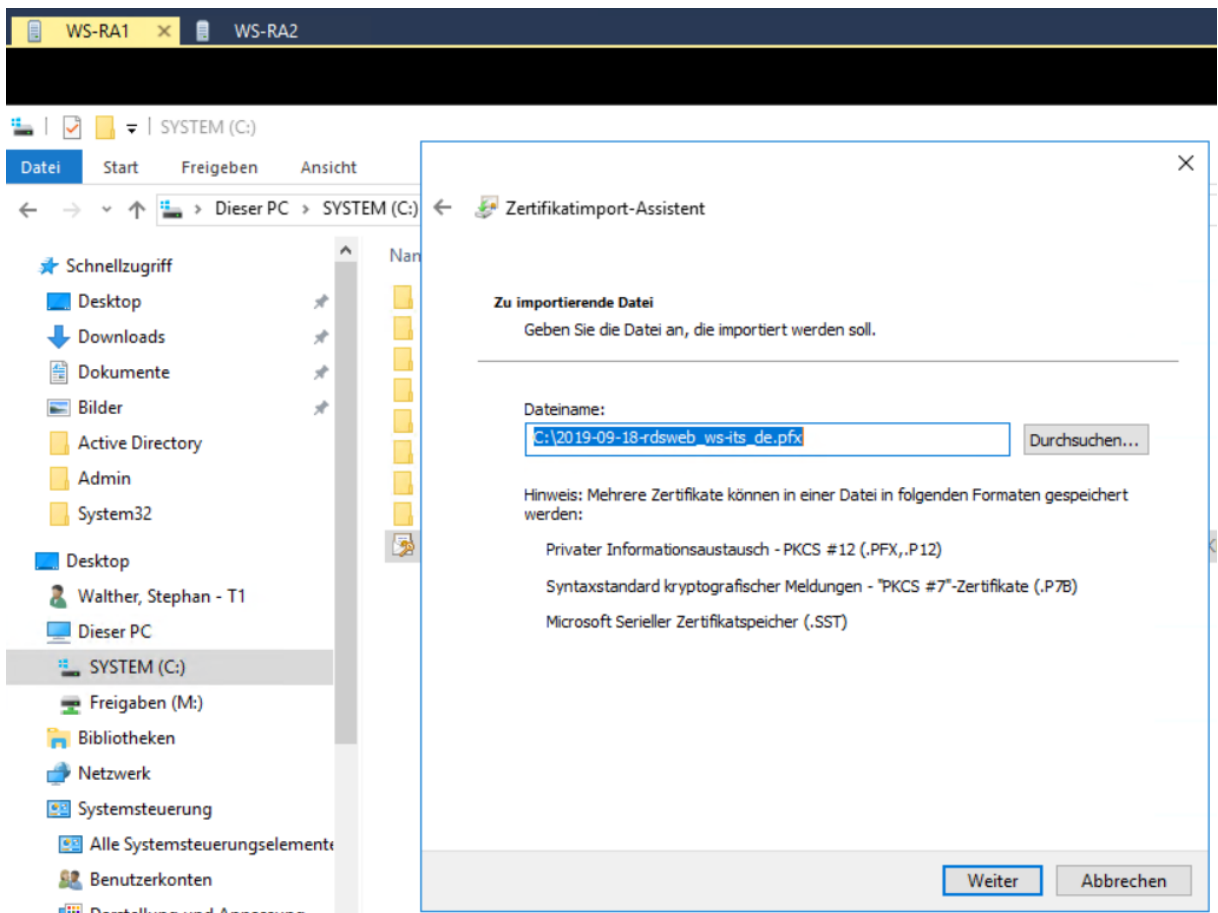 WS-RA1
WS-RA2
SYSTEM (C:)
Datei Start Freigeben Ansicht
Dieser PC › SYSTEM (C:)
Schnellzugriff
Desktop
Downloads
Dokumente
Bilder
Active Directory
Admin
System32
Desktop
Walther, Stephan - T1
Dieser PC
SYSTEM (C:)
Freigaben (M:)
Bibliotheken
Netzwerk
Systemsteuerung
Alle Systemsteuerungselemente
Benutzerkonten
Zertifikatimport-Assistent
Zu importierende Datei
Geben Sie die Datei an, die importiert werden soll.
Dateiname:
C:\2019-09-18-rdsweb_ws-its_de.pfx
Durchsuchen...
Hinweis: Mehrere Zertifikate können in einer Datei in folgenden Formaten gespeichert
werden:
Privater Informationsaustausch - PKCS #12 (.PFX,.P12)
Syntaxstandard kryptografischer Meldungen - "PKCS #7"-Zertifikate (.P7B)
Microsoft Serieller Zertifikatspeicher (.SST)
Weiter
Abbrechen